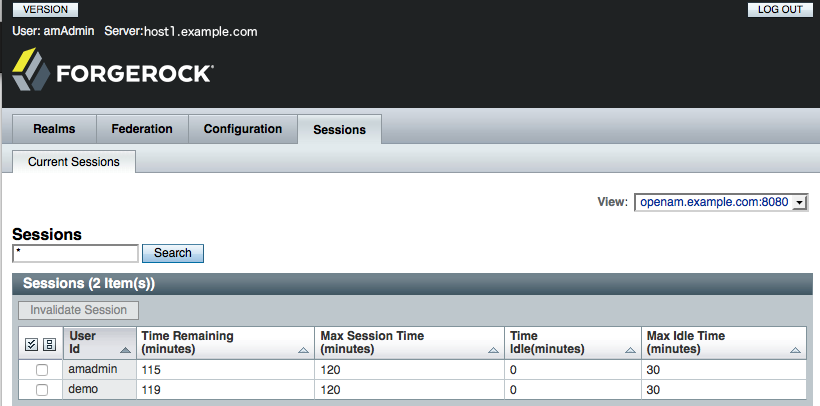 VERSION LOG OUT
User: amAdmin Server:host1.example.com
FORGEROCK
Realms Federation Configuration Sessions
Current Sessions
View: openam.example.com:8080
Sessions
* Search
Sessions (2 Item(s))
Invalidate Session
User Id Time Remaining (minutes) Max Session Time (minutes) Time Idle(minutes) Max Idle Time (minutes)
amadmin 115 120 0 30
demo 119 120 0 30